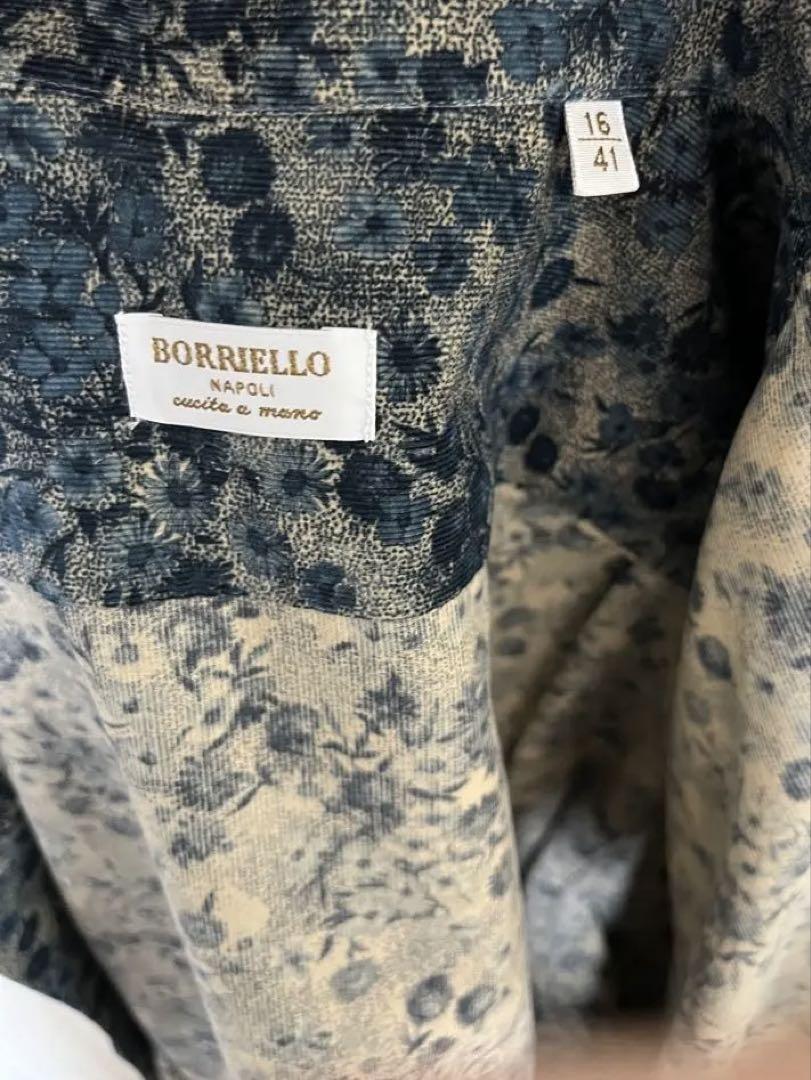 16
41
BORRIELLO
NAPOLI
cucita a mano